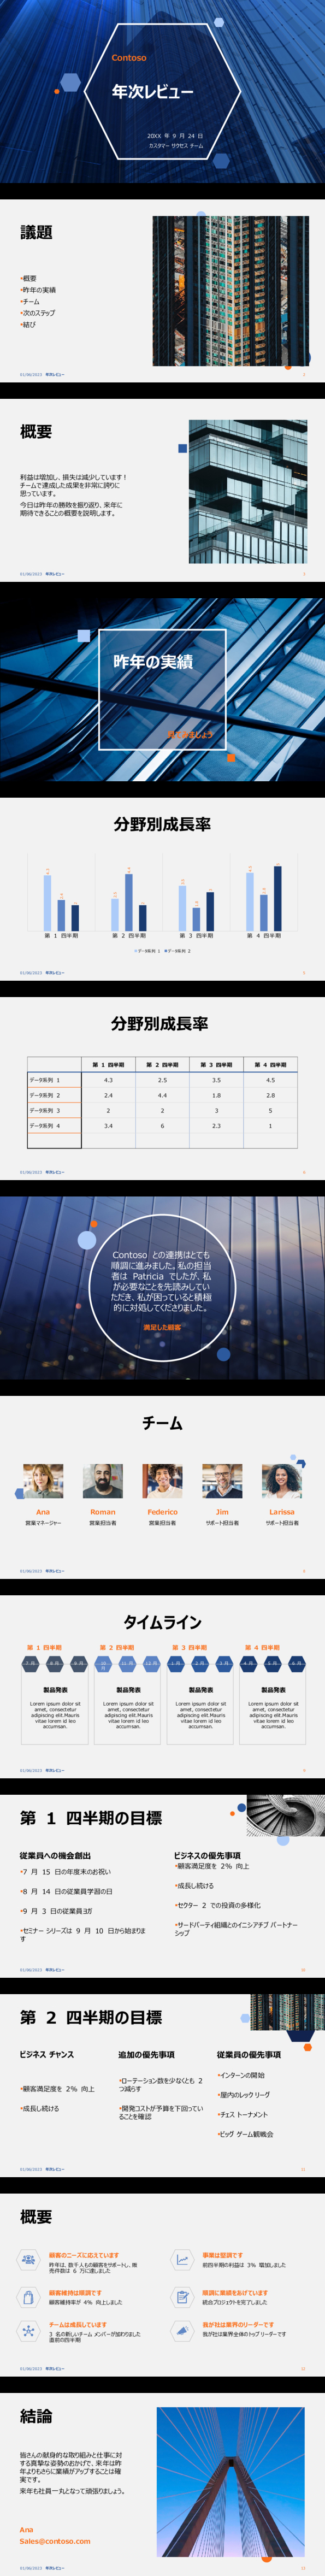 Contoso
年次レビュー
20XX 年 9 月 24 日
カスタマー サクセス チーム
議題
•概要
•昨年の実績
•チーム
•次のステップ
•結び
01/06/2023 年次レビュー
概要
利益は増加し、損失は減少しています!
チームで達成した成果を非常に誇りに
思っています。
今日は昨年の勝敗を振り返り、来年に
期待できることの概要を説明します。
01/06/2023 年次レビュー 3
昨年の実績
分野別成長率
第 1 四半期 第 2 四半期 第 3 四半期 第 4 四半期
データ系列 1 データ系列 2
01/06/2023 年次レビュー
分野別成長率
第 1 四半期 第 2 四半期 第 3 四半期 第 4 四半期
データ系列 1 4.3 2.5 3.5 4.5
データ系列 2 2.4 4.4 1.8 2.8
データ系列 3 2 2 3 5
データ系列 4 3.4 6 2.3 1
01/06/2023 年次レビュー 6
Contoso との連携はとても
順調に進みました。私の担当
者は Patricia でしたが、私
が必要なことを先読みしてい
ただき、私が困っていると積極
的に対処してくださりました。
満足した顧客
チーム
Ana Roman Federico Jim Larissa
営業マネージャー 営業担当者 営業担当者 サポート担当者 サポート担当者
01/06/2023 年次レビュー 8
タイムライン
第 1 四半期 第 2 四半期 第 3 四半期 第 4 四半期
7 月 8 月 9 月 10 月 11 月 12 月 1 月 2 月 3 月 4 月 5 月 6 月
製品発表 製品発表 製品発表 製品発表
Lorem ipsum dolor sit Lorem ipsum dolor sit Lorem ipsum dolor sit Lorem ipsum dolor sit
amet, consectetur amet, consectetur amet, consectetur amet, consectetur
adipiscing elit.Mauris adipiscing elit.Mauris adipiscing elit.Mauris adipiscing elit.Mauris
vitae lorem id leo vitae lorem id leo vitae lorem id leo vitae lorem id leo
accumsan. accumsan. accumsan. accumsan.
01/06/2023 年次レビュー 9
第 1 四半期の目標
従業員への機会創出
•7 月 15 日の年度末のお祝い
•8 月 14 日の従業員学習の日
•9 月 3 日の従業員ヨガ
•セミナー シリーズは 9 月 10 日から始まりま
す
ビジネスの優先事項
•顧客満足度を 2% 向上
•成長し続ける
•セクター 2 での投資の多様化
•サードパーティ組織とのイニシアチブ パートナー
シップ
01/06/2023 年次レビュー 10
第 2 四半期の目標
ビジネス チャンス
•顧客満足度を 2% 向上
•成長し続ける
追加の優先事項
•ローテーション数を少なくとも 2
つ減らす
•開発コストが予算を下回ってい
ることを確認
従業員の優先事項
•インターンの開始
•屋内のレック リーグ
•チェス トーナメント
•ビッグ ゲーム観戦会
01/06/2023 年次レビュー 11
概要
顧客のニーズに応えています
昨年は、数千人もの顧客をサポートし、販
売件数は 6 万に達しました
顧客維持は順調です
顧客維持率が 4% 向上しました
チームは成長しています
3 名の新しいチーム メンバーが加わりました
直前の四半期
事業は堅調です
前四半期の利益は 3% 増加しました
順調に業績をあげています
統合プロジェクトを完了しました
我が社は業界のリーダーです
我が社は業界全体のトップ リーダーです
01/06/2023 年次レビュー 12
結論
皆さんの献身的な取り組みと仕事に対
する真摯な姿勢のおかげで、来年は昨
年よりもさらに業績がアップすることは確
実です。
来年も社員一丸となって頑張りましょう。
Ana
Sales@contoso.com
01/06/2023 年次レビュー 13